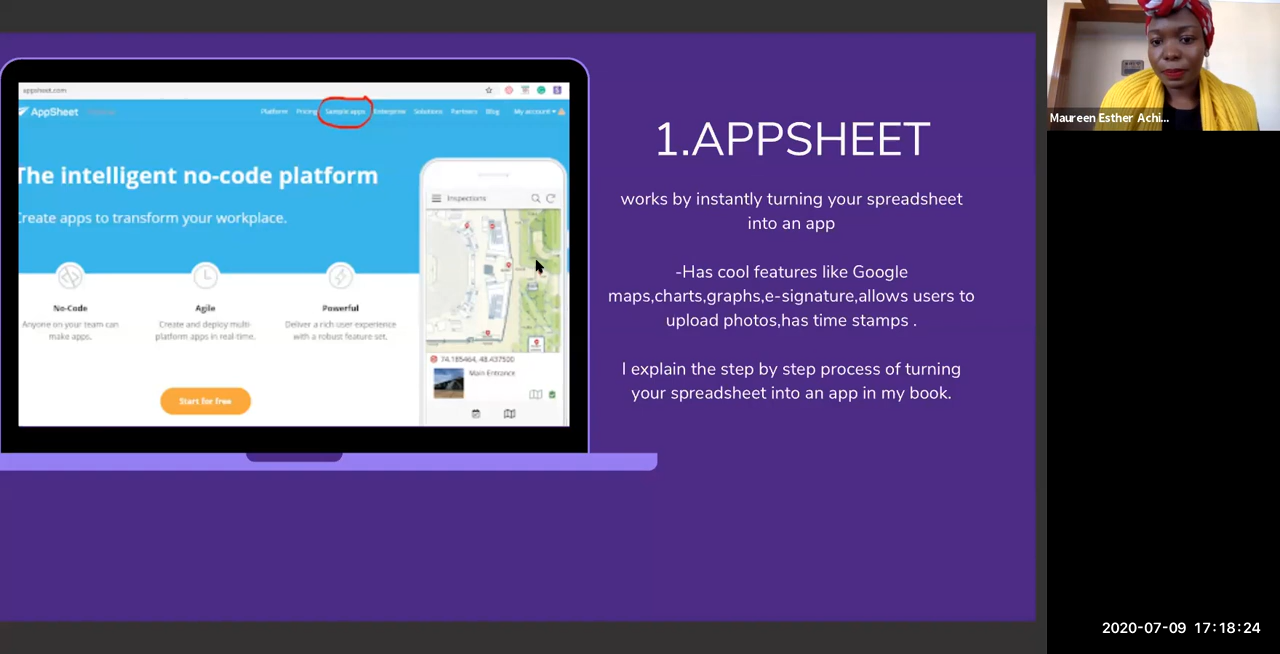 appsheet.com
AppSheet
Platform Pricing Sample apps Enterprise Solutions Partners Blog My account
The intelligent no-code platform
Create apps to transform your workplace.
No-Code
Anyone on your team can
make apps.
Agile
Create and deploy multi-
platform apps in real-time.
Powerful
Deliver a rich user experience
with a robust feature set.
Start for free
Inspections
74.185464, -48.437500
Main Entrance
1.APPSHEET
works by instantly turning your spreadsheet
into an app
-Has cool features like Google
maps,charts,graphs,e-signature,allows users to
upload photos,has time stamps .
I explain the step by step process of turning
your spreadsheet into an app in my book.
Maureen Esther Achi...
2020-07-09 17:18:24